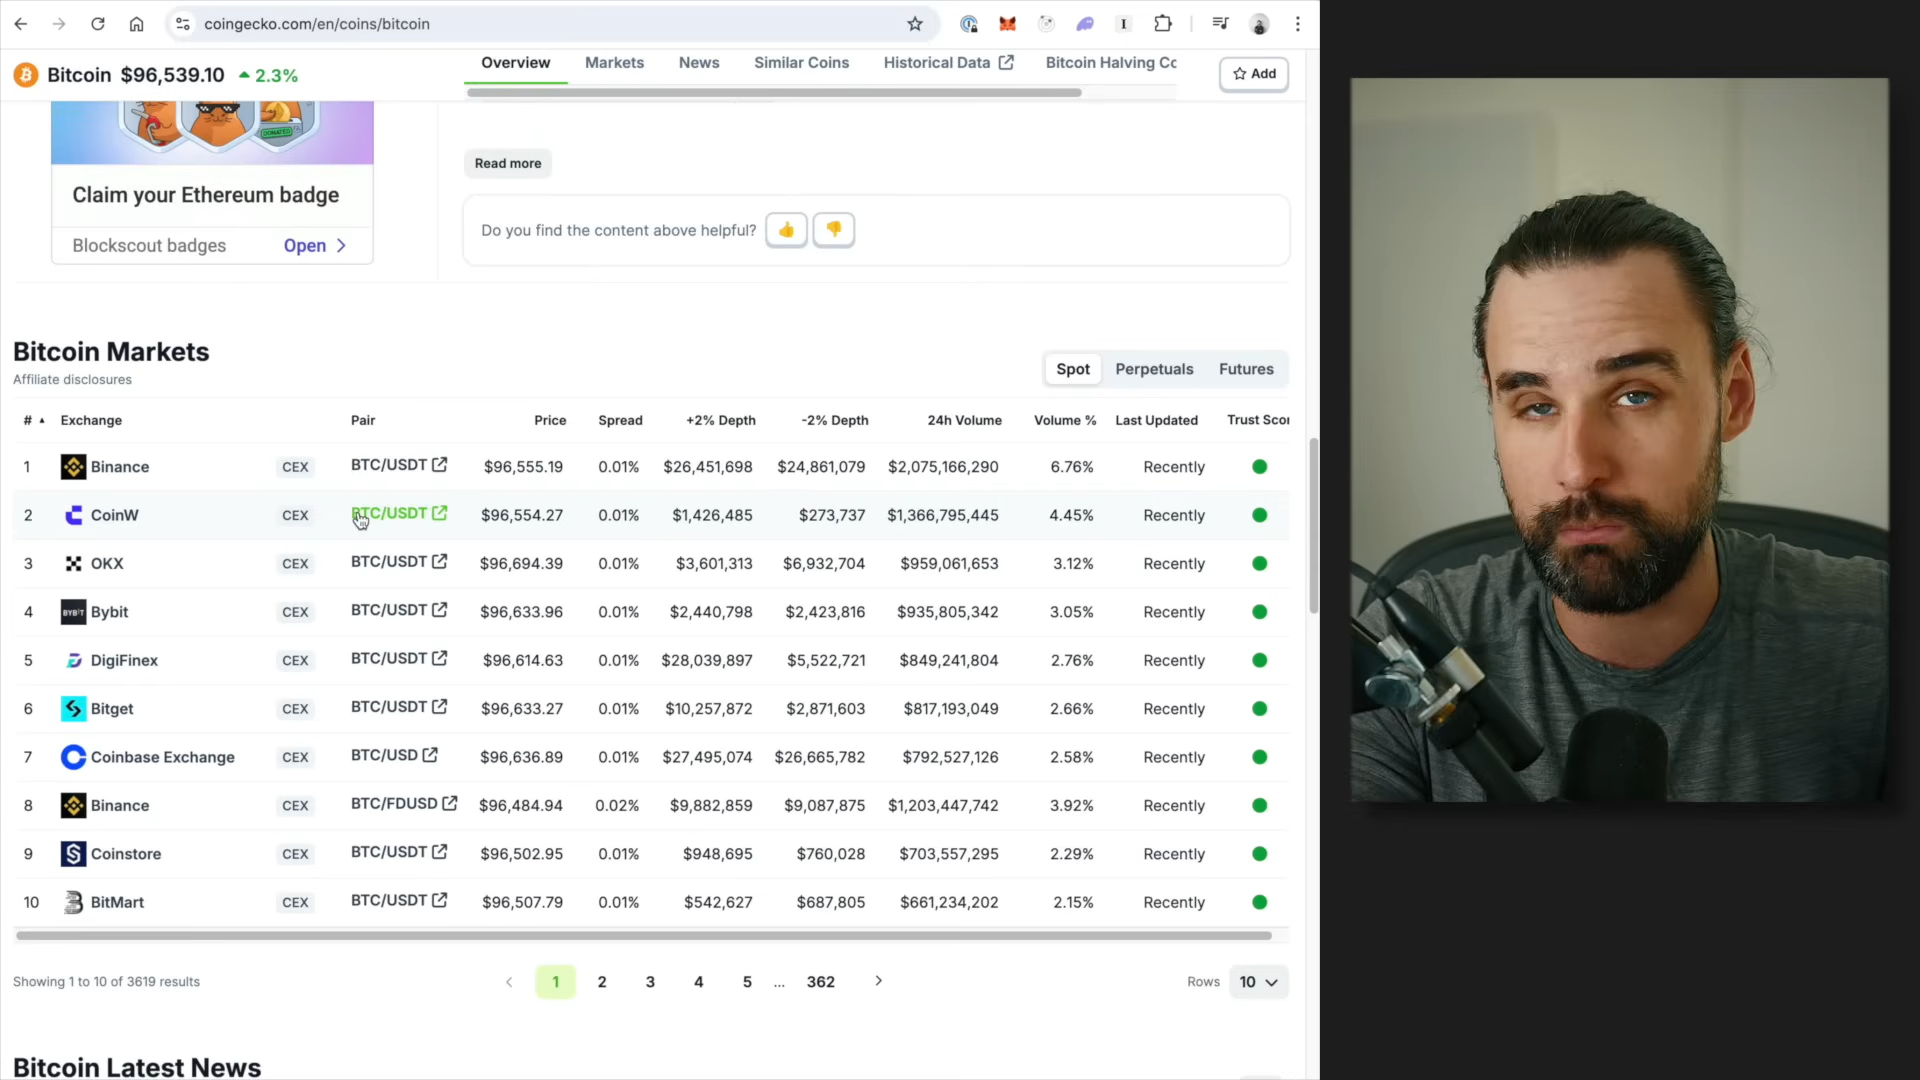 coingecko.com/en/coins/bitcoin
Bitcoin $96,539.10 2.3%
Overview Markets News Similar Coins Historical Data Bitcoin Halving Co
Add
DONATED
Claim your Ethereum badge
Blockscout badges Open
Read more
Do you find the content above helpful?
Bitcoin Markets
Affiliate disclosures
Spot Perpetuals Futures
# Exchange Pair Price Spread +2% Depth -2% Depth 24h Volume Volume % Last Updated Trust Scor
1 Binance CEX BTC/USDT $96,555.19 0.01% $26,451,698 $24,861,079 $2,075,166,290 6.76% Recently
2 CoinW CEX BTC/USDT $96,554.27 0.01% $1,426,485 $273,737 $1,366,795,445 4.45% Recently
3 OKX CEX BTC/USDT $96,694.39 0.01% $3,601,313 $6,932,704 $959,061,653 3.12% Recently
4 BYBIT Bybit CEX BTC/USDT $96,633.96 0.01% $2,440,798 $2,423,816 $935,805,342 3.05% Recently
5 DigiFinex CEX BTC/USDT $96,614.63 0.01% $28,039,897 $5,522,721 $849,241,804 2.76% Recently
6 Bitget CEX BTC/USDT $96,633.27 0.01% $10,257,872 $2,871,603 $817,193,049 2.66% Recently
7 Coinbase Exchange CEX BTC/USD $96,636.89 0.01% $27,495,074 $26,665,782 $792,527,126 2.58% Recently
8 Binance CEX BTC/FDUSD $96,484.94 0.02% $9,882,859 $9,087,875 $1,203,447,742 3.92% Recently
9 Coinstore CEX BTC/USDT $96,502.95 0.01% $948,695 $760,028 $703,557,295 2.29% Recently
10 BitMart CEX BTC/USDT $96,507.79 0.01% $542,627 $687,805 $661,234,202 2.15% Recently
Showing 1 to 10 of 3619 results 1 2 3 4 5 ... 362 Rows 10
Bitcoin Latest News